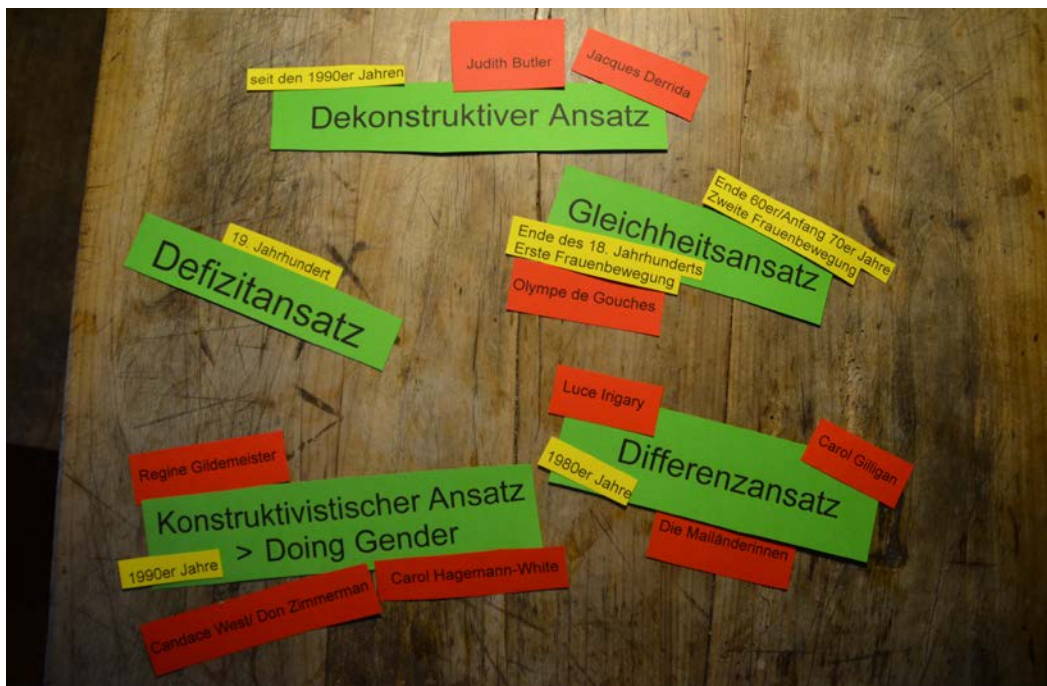 seit den 1990er Jahren
Judith Butler
Jacques Derrida
Dekonstruktiver Ansatz
19. Jahrhundert
Defizitansatz
Ende 60er/Anfang 70er Jahre
Zweite Frauenbewegung
Gleichheitsansatz
Ende des 18. Jahrhunderts
Erste Frauenbewegung
Olympe de Gouches
Luce Irigary
Carol Gilligan
Differenzansatz
1980er Jahre
Die Mailänderinnen
Regine Gildemeister
Konstruktivistischer Ansatz
> Doing Gender
1990er Jahre
Carol Hagemann-White
Candace West/ Don Zimmerman